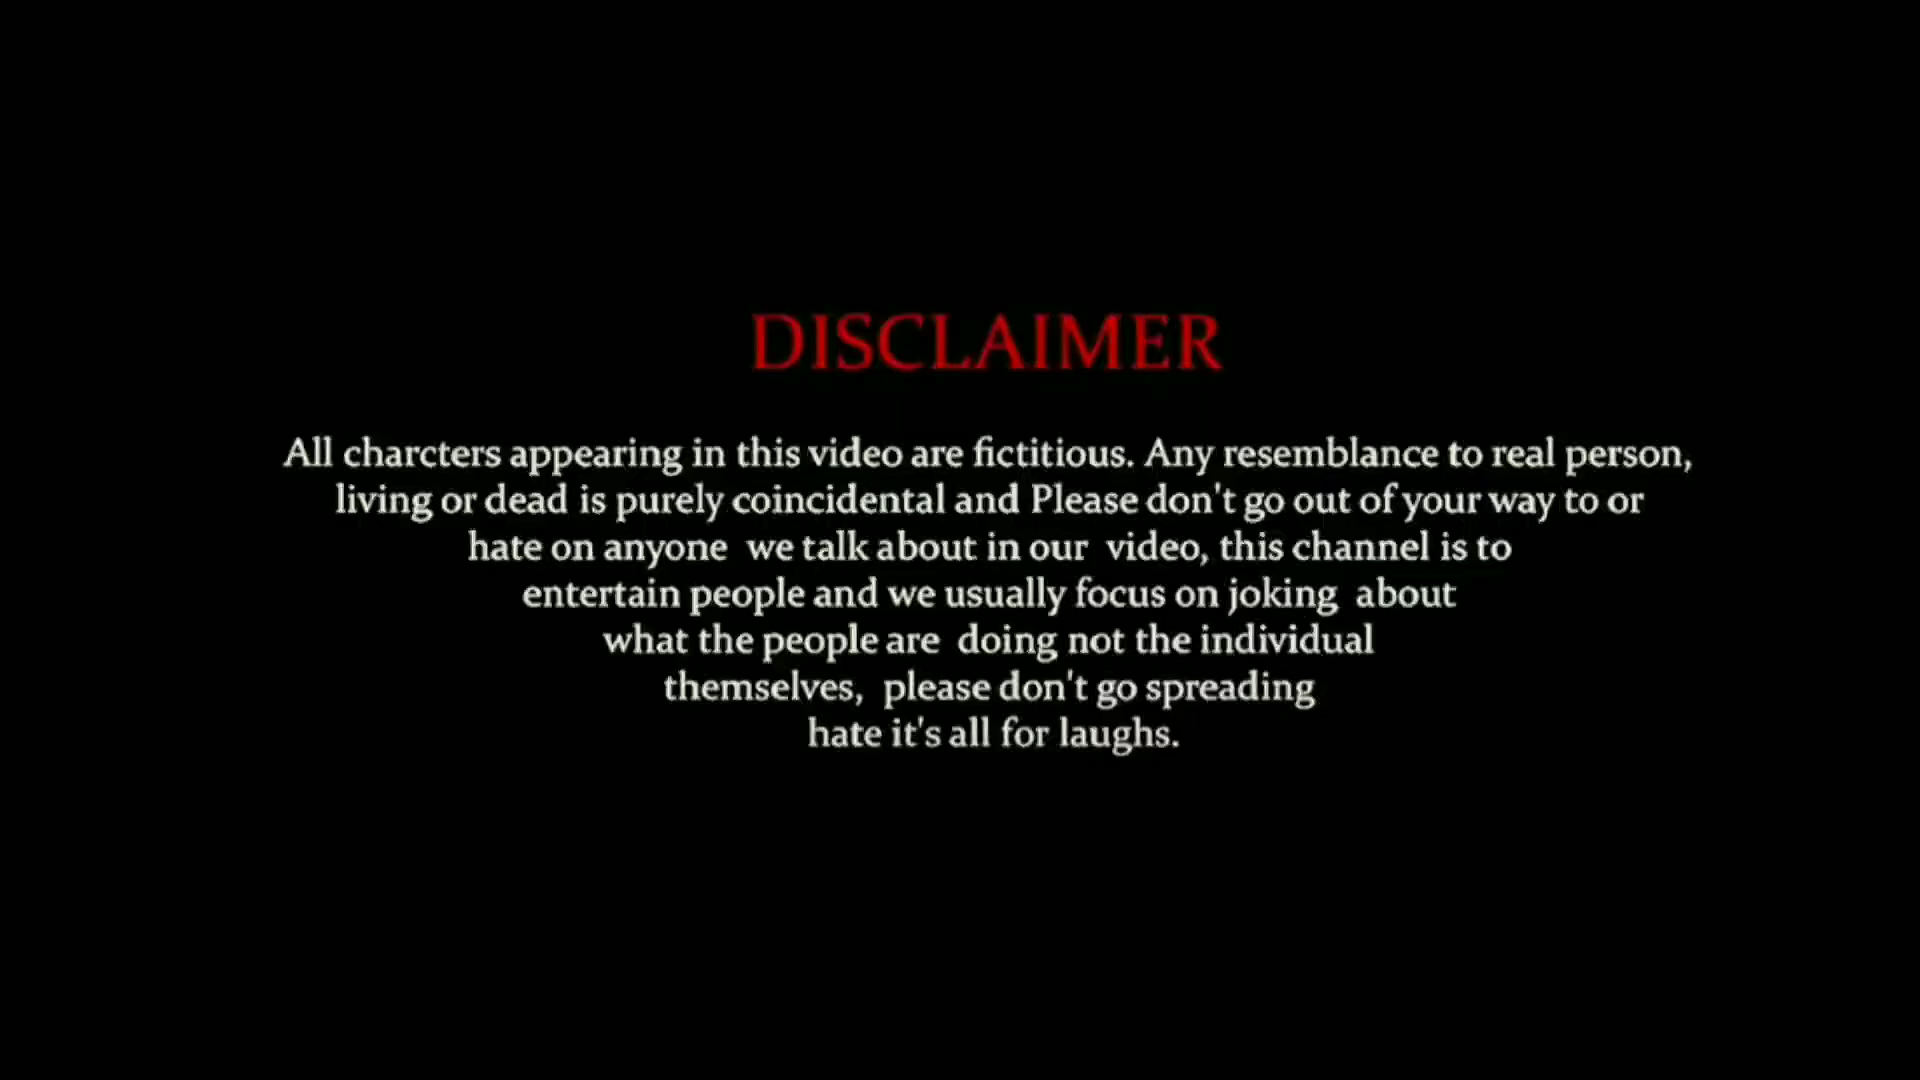 DISCLAIMER
All charcters appearing in this video are fictitious. Any resemblance to real person,
living or dead is purely coincidental and Please don't go out of your way to or
hate on anyone  we talk about in our  video, this channel is to
entertain people and we usually focus on joking  about
what the people are  doing not the individual
themselves,  please don't go spreading
hate it's all for laughs.